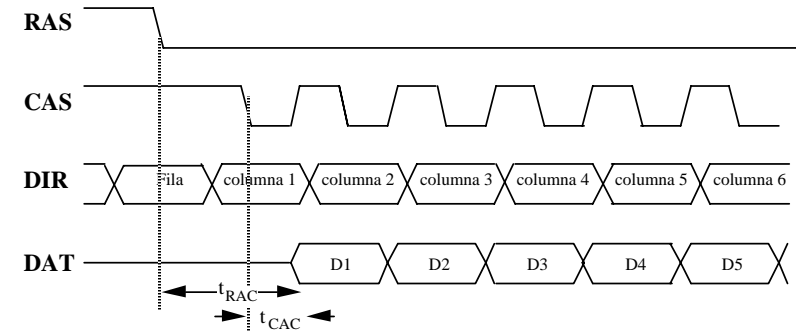 RAS
CAS
DIR Fila columna 1 columna 2 columna 3 columna 4 columna 5 columna 6
DAT D1 D2 D3 D4 D5
tRAC
tCAC